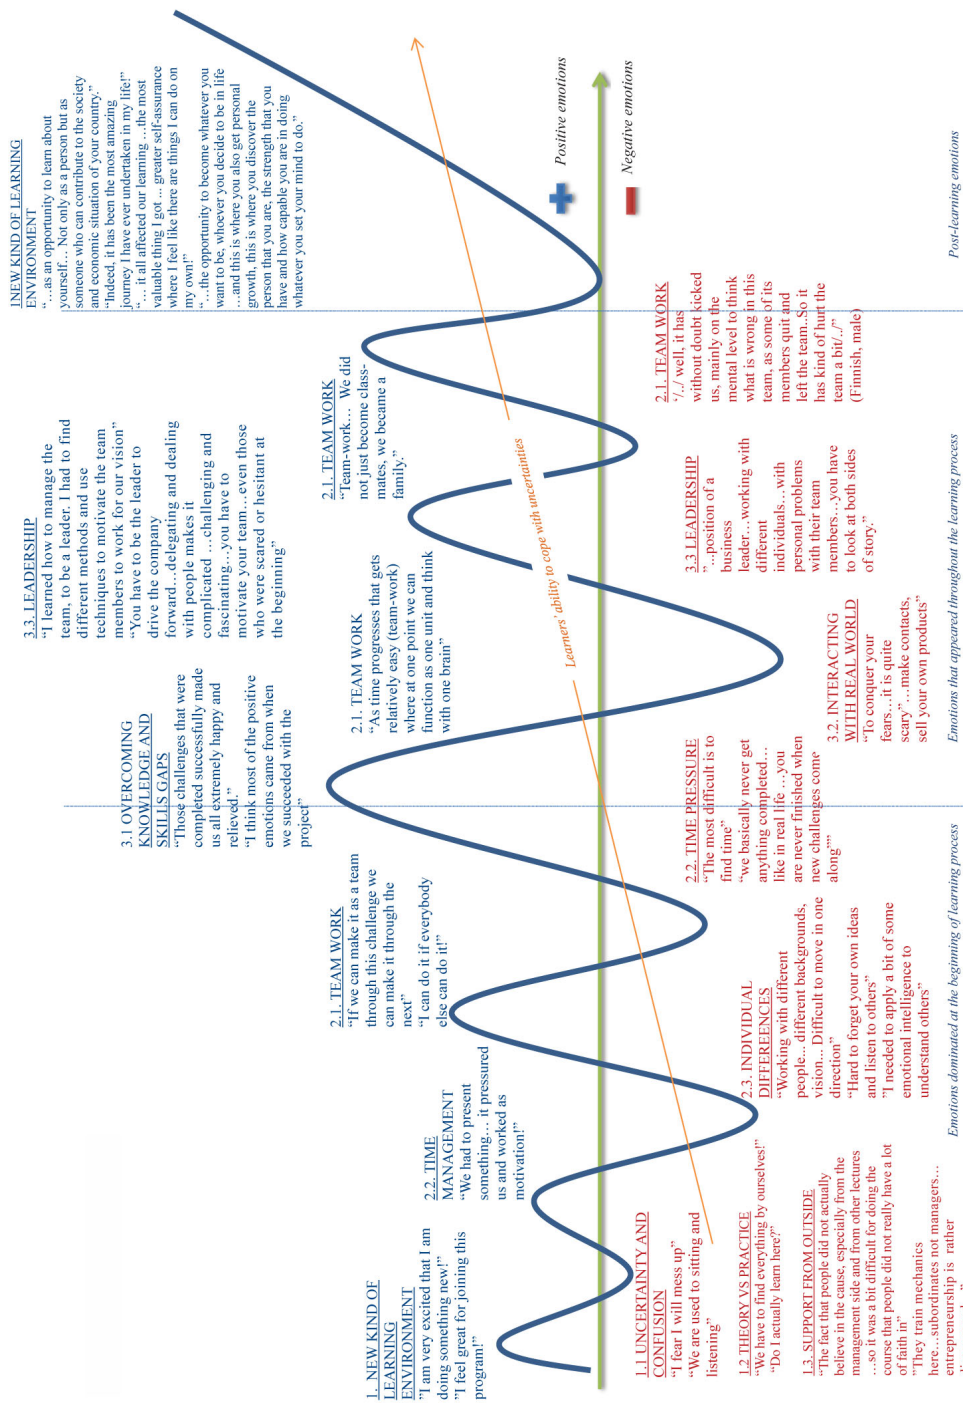 1. NEW KIND OF
LEARNING
ENVIRONMENT
"I am very excited that I am
doing something new!"
"I feel great for joining this
program!"
2.2. TIME
MANAGEMENT
"We had to present
something… it pressured
us and worked as
motivation!"
2.1. TEAM WORK
"If we can make it as a team
through this challenge we
can make it through the
next"
"I can do it if everybody
else can do it!"
3.1 OVERCOMING
KNOWLEDGE AND
SKILLS GAPS
"Those challenges that were
completed successfully made
us all extremely happy and
relieved."
"I think most of the positive
emotions came from when
we succeeded with the
project"
2.1. TEAM WORK
"As time progresses that gets
relatively easy (team-work)
where at one point we can
function as one unit and think
with one brain"
3.3. LEADERSHIP
"I learned how to manage the
team, to be a leader. I had to find
different methods and use
techniques to motivate the team
members to work for our vision"
"You have to be the leader to
drive the company
forward…delegating and dealing
with people makes it
complicated …challenging and
fascinating…you have to
motivate your team…even those
who were scared or hesitant at
the beginning"
2.1. TEAM WORK
"Team-work… We did
not just become class-
mates, we became a
family."
1NEW KIND OF LEARNING
ENVIRONMENT
"…as an opportunity to learn about
yourself… Not only as a person but as
someone who can contribute to the society
and economic situation of your country."
"Indeed, it has been the most amazing
journey I have ever undertaken in my life!"
"… it all affected our learning …the most
valuable thing I got … greater self-assurance
where I feel like there are things I can do on
my own!"
"…the opportunity to become whatever you
want to be, whoever you decide to be in life
…and this is where you also get personal
growth, this is where you discover the
person that you are, the strength that you
have and how capable you are in doing
whatever you set your mind to do."
Learners' ability to cope with uncertainties
Positive emotions
Negative emotions
1.1 UNCERTAINTY AND
CONFUSION
"I fear I will mess up"
"We are used to sitting and
listening"
1.2 THEORY VS PRACTICE
"We have to find everything by ourselves!"
"Do I actually learn here?"
1.3. SUPPORT FROM OUTSIDE
"The fact that people did not actually
believe in the cause, especially from the
management side and from other lectures
…so it was a bit difficult for doing the
course that people did not really have a lot
of faith in"
"They train mechanics
here…subordinates not managers…
entrepreneurship is rather
2.3. INDIVIDUAL
DIFFEREENCES
"Working with different
people... different backgrounds,
vision… Difficult to move in one
direction"
"Hard to forget your own ideas
and listen to others"
"I needed to apply a bit of some
emotional intelligence to
understand others"
2.2. TIME PRESSURE
"The most difficult is to
find time"
"we basically never get
anything completed…
like in real life …you
are never finished when
new challenges come
along""
3.2. INTERACTING
WITH REAL WORLD
"To conquer your
fears…it is quite
scary" …make contacts,
sell your own products"
3.3 LEADERSHIP
"…position of a
business
leader…working with
different
individuals…with
personal problems
with their team
members…you have
to look at both sides
of story."
2.1. TEAM WORK
'/../ well, it has
without doubt kicked
us, mainly on the
mental level to think
what is wrong in this
team, as some of its
members quit and
left the team..So it
has kind of hurt the
team a bit/../"
(Finnish, male)
Emotions dominated at the beginning of learning process
Emotions that appeared throughout the learning process
Post-learning emotions